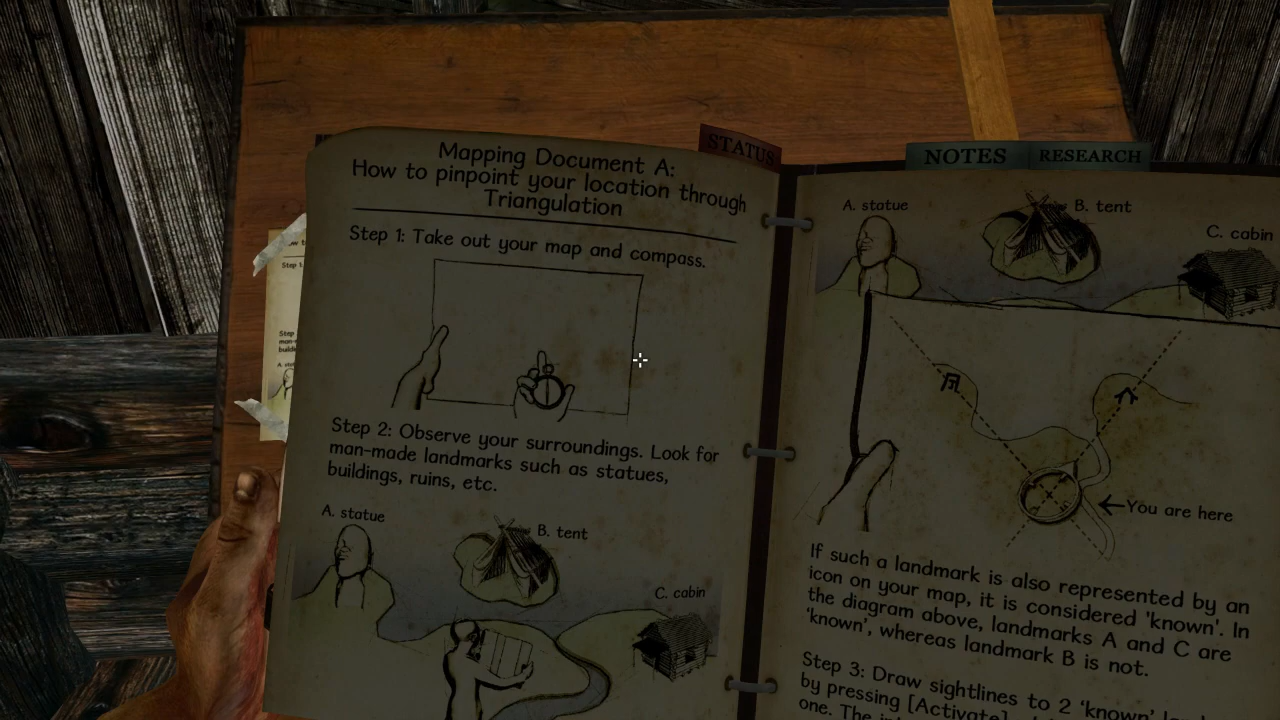 STATUS
NOTES
RESEARCH
Mapping Document A:
How to pinpoint your location through
Triangulation
Step 1: Take out your map and compass.
Step 2: Observe your surroundings. Look for
man-made landmarks such as statues,
buildings, ruins, etc.
A. statue
B. tent
C. cabin
A. statue
B. tent
C. cabin
You are here
If such a landmark is also represented by an
icon on your map, it is considered 'known'. In
the diagram above, landmarks A and C are
'known', whereas landmark B is not.
Step 3: Draw sightlines to 2 'known'
by pressing [Activate]
one. The